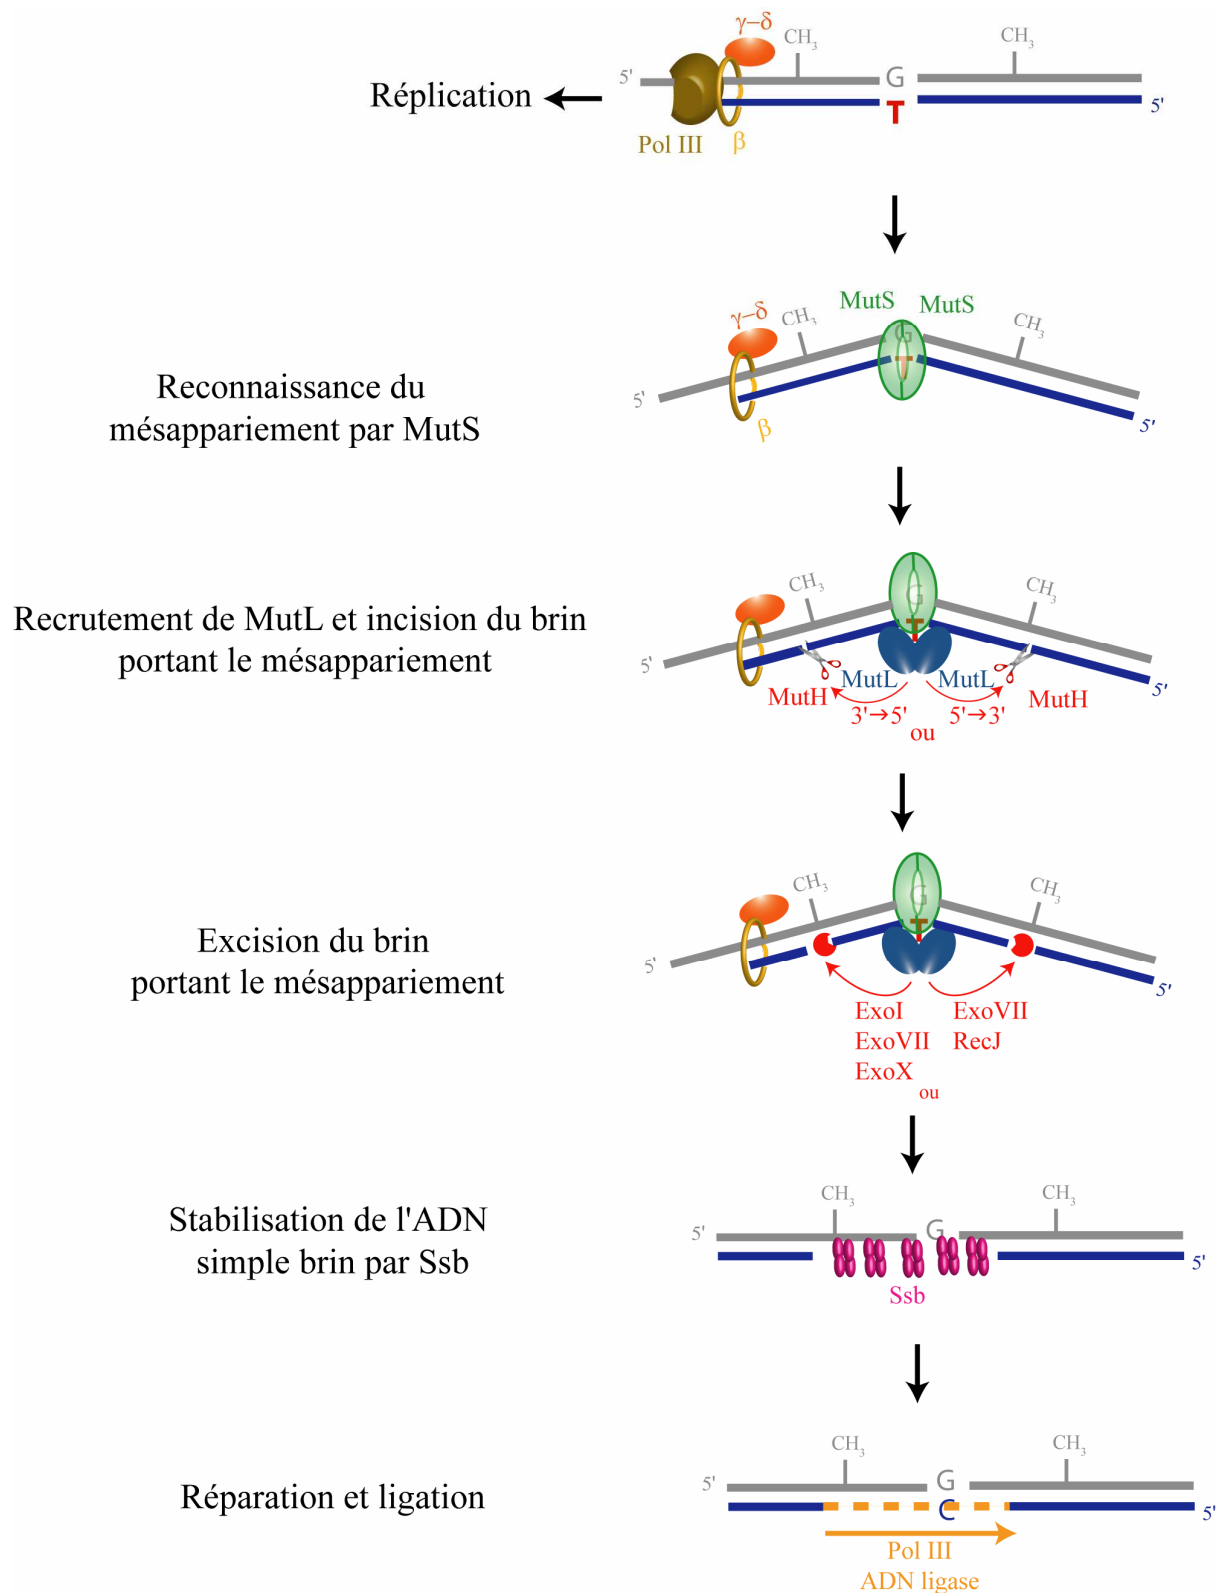 γ−δ
CH3
CH3
5'
G
Réplication
T
5'
Pol III
β
MutS
MutS
γ−δ
CH3
CH3
G
T
Reconnaissance du
mésappariement par MutS
5'
β
5'
CH3
CH3
G
T
Recrutement de MutL et incision du brin
portant le mésappariement
5'
MutL
MutL
5'
MutH
MutH
3'→5'
5'→3'
ou
CH3
CH3
G
T
Excision du brin
portant le mésappariement
5'
5'
ExoI
ExoVII
ExoVII
RecJ
ExoX
ou
CH3
CH3
Stabilisation de l'ADN
simple brin par Ssb
5'
G
5'
Ssb
CH3
CH3
5'
G
Réparation et ligation
C
5'
Pol III
ADN ligase